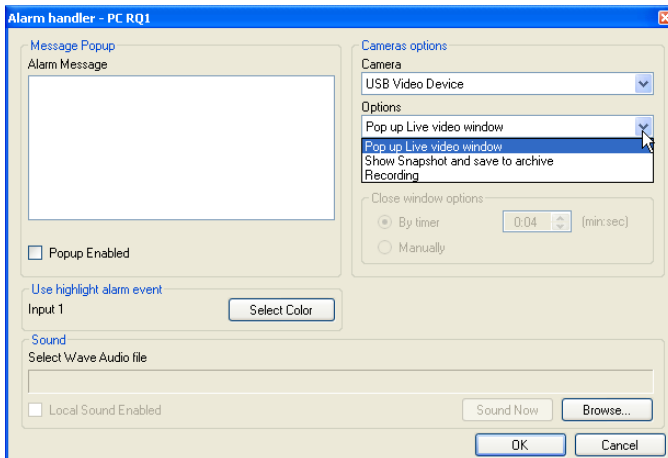 Alarm handler - PC RQ1
Message Popup
Alarm Message
Popup Enabled
Cameras options
Camera
USB Video Device
Options
Pop up Live video window
Pop up Live video window
Show Snapshot and save to archive
Recording
Close window options
By timer 0:04 (min:sec)
Manually
Use highlight alarm event
Input 1 Select Color
Sound
Select Wave Audio file
Local Sound Enabled Sound Now Browse...
OK Cancel